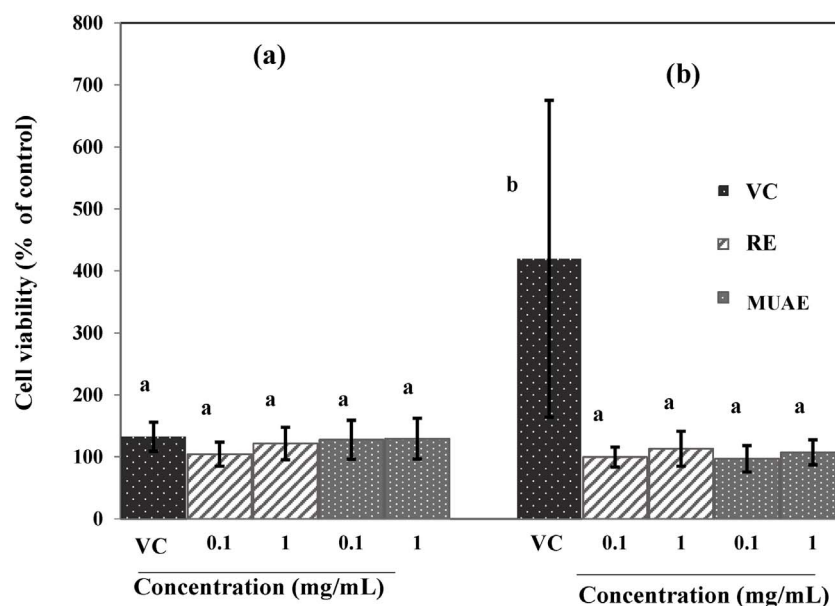 Cell viability (% of control)
800
700
600
500
400
300
200
100
0
(a)
(b)
a
a
a
a
a
b
a
a
a
a
VC
RE
MUAE
VC 0.1 1 0.1 1
VC 0.1 1 0.1 1
Concentration (mg/mL)
Concentration (mg/mL)